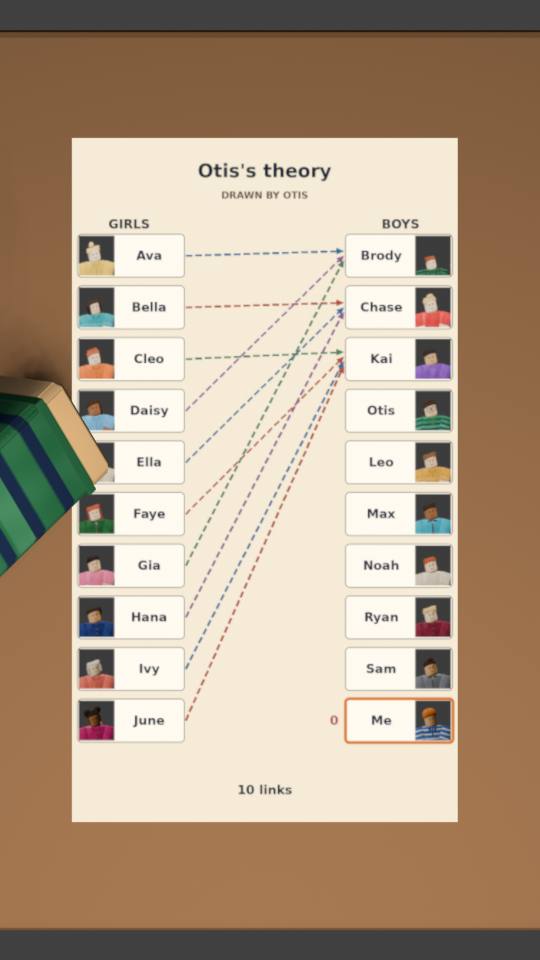 Otis's theory
DRAWN BY OTIS
GIRLS
BOYS
Ava
Brody
Bella
Chase
Cleo
Kai
Daisy
Otis
Ella
Leo
Faye
Max
Gia
Noah
Hana
Ryan
Ivy
Sam
June
0
Me
10 links